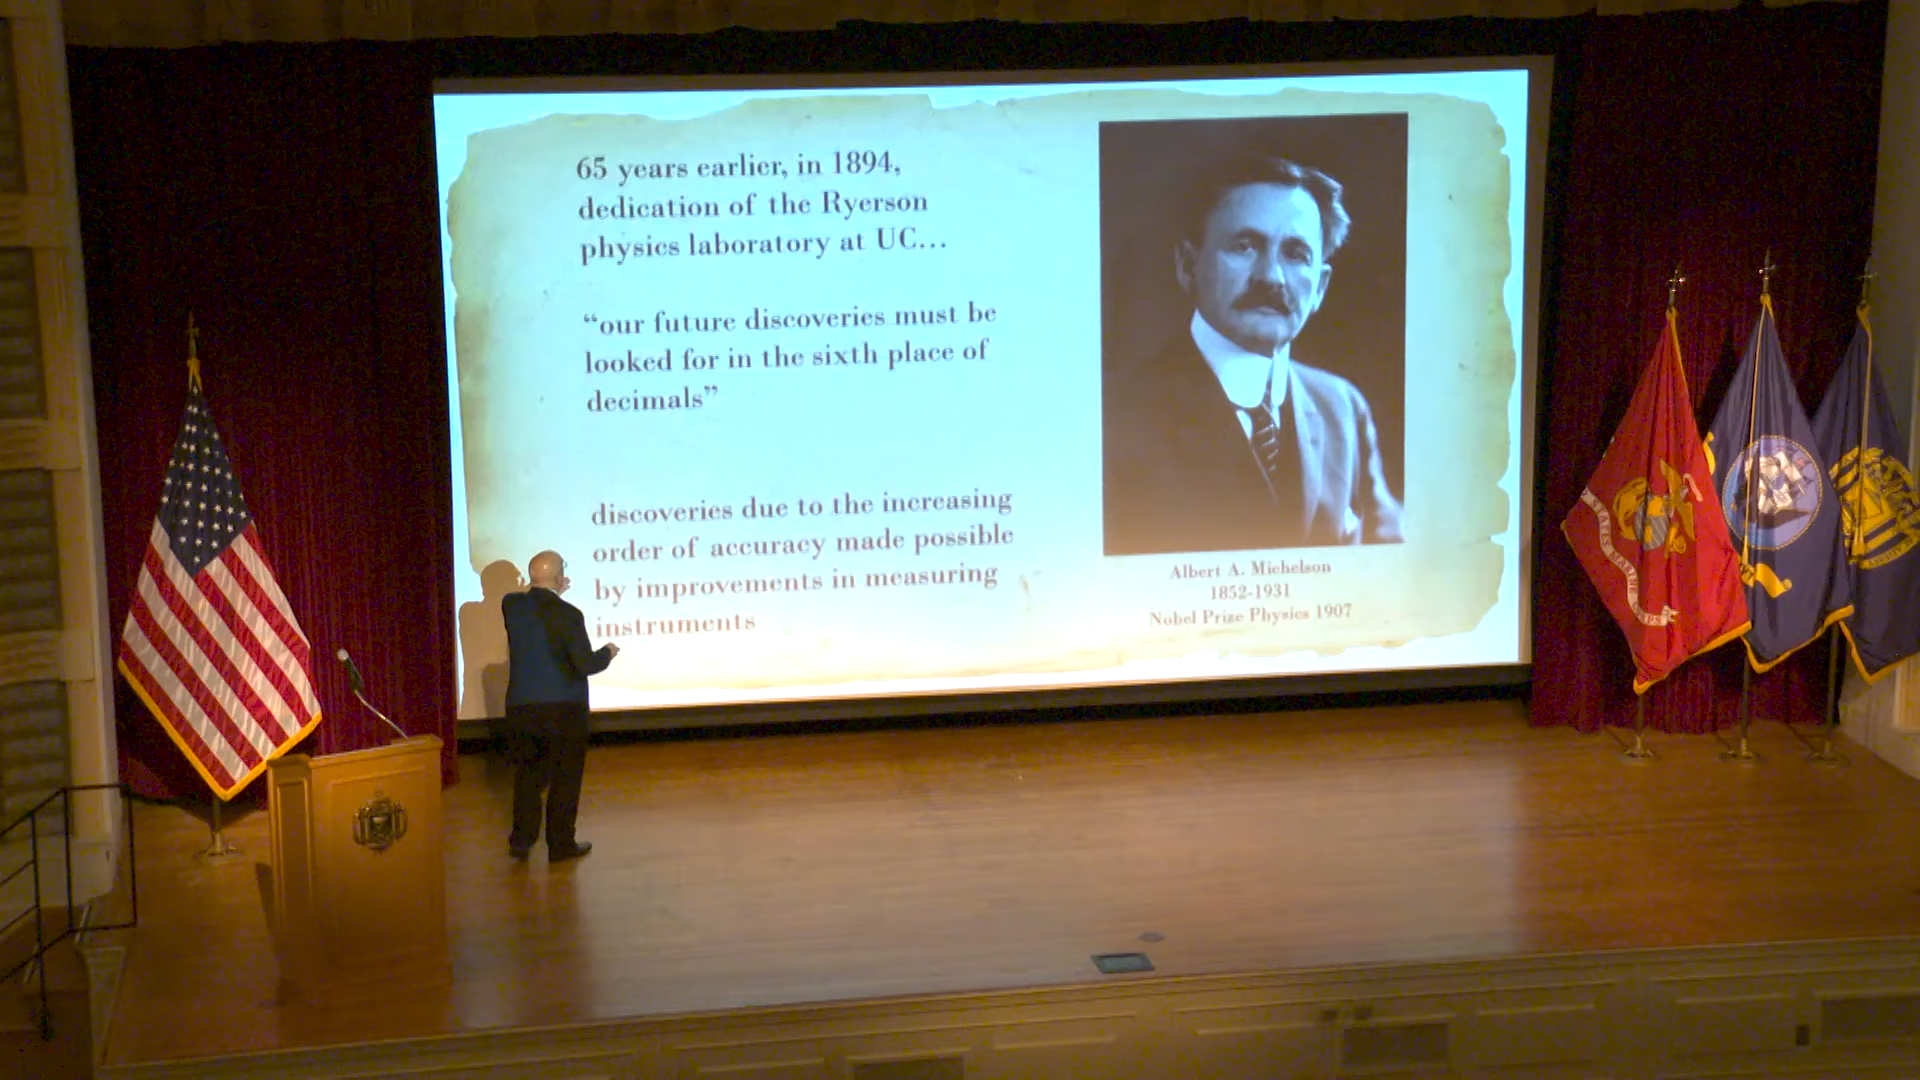 65 years earlier, in 1894,
dedication of the Ryerson
physics laboratory at UC...
“our future discoveries must be
looked for in the sixth place of
decimals”
discoveries due to the increasing
order of accuracy made possible
by improvements in measuring
instruments
Albert A. Michelson
1852-1931
Nobel Prize Physics 1907